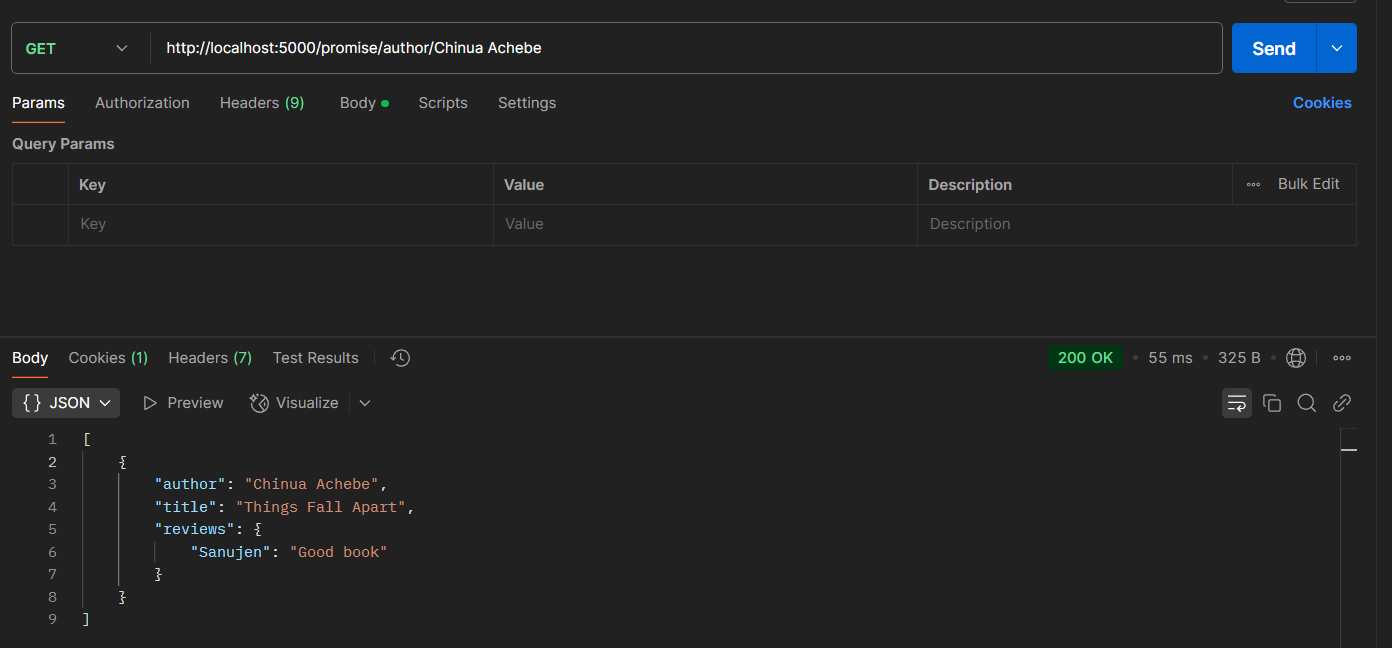 GET http://localhost:5000/promise/author/Chinua Achebe Send
Params Authorization Headers (9) Body Scripts Settings Cookies
Query Params
Key Value Description Bulk Edit
Key Value Description
Body Cookies (1) Headers (7) Test Results 200 OK • 55 ms • 325 B •
{} JSON Preview Visualize
1 [
2 {
3 "author": "Chinua Achebe",
4 "title": "Things Fall Apart",
5 "reviews": {
6 "Sanujen": "Good book"
7 }
8 }
9 ]